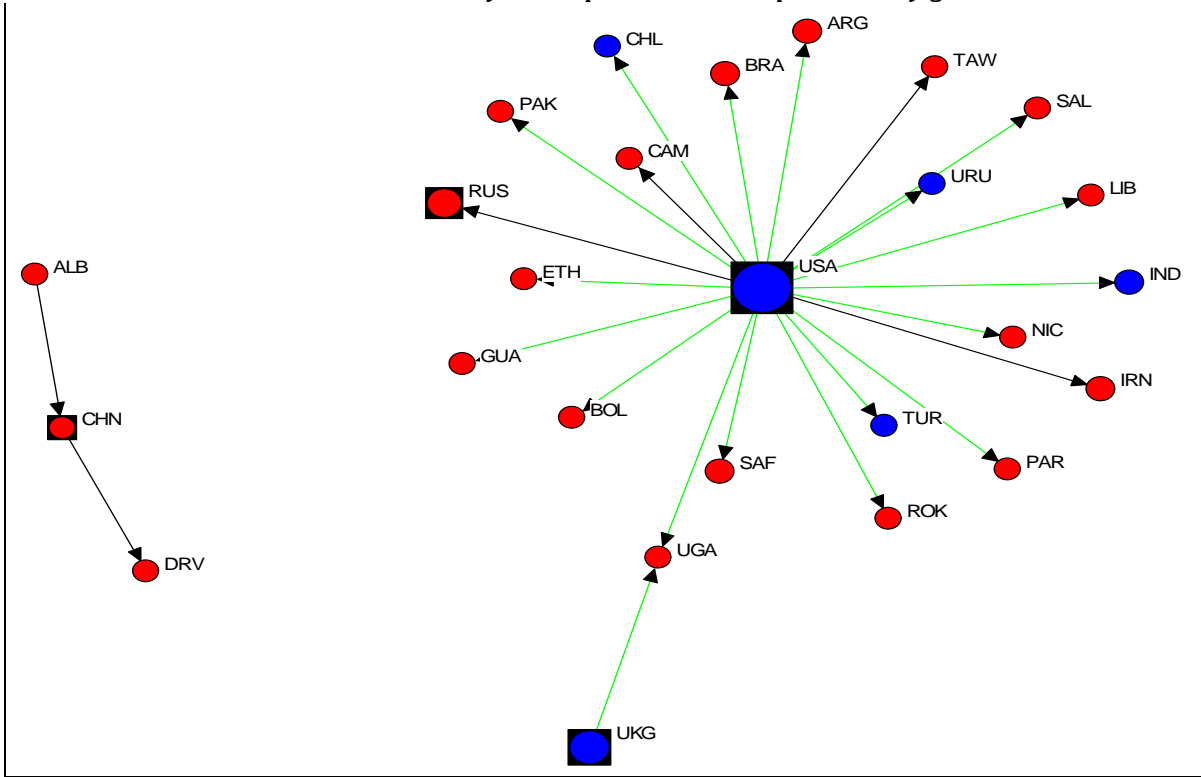 CHL
ARG
BRA
TAW
PAK
SAL
CAM
URU
RUS
LIB
USA
ALB
ETH
IND
NIC
GUA
IRN
BOL
CHN
TUR
SAF
PAR
ROK
UGA
DRV
UKG